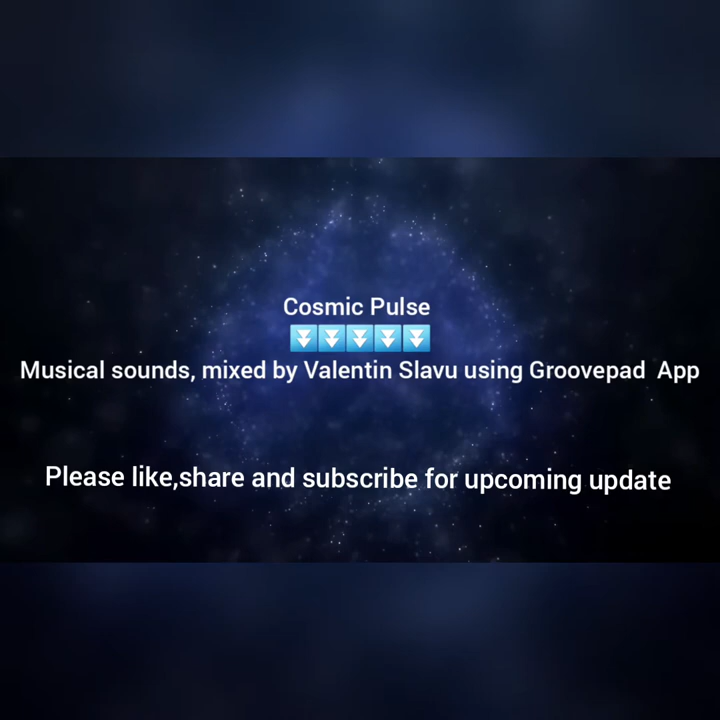 Cosmic Pulse
⏬⏬⏬⏬⏬
Musical sounds, mixed by Valentin Slavu using Groovepad  App
Please like,share and subscribe for upcoming update